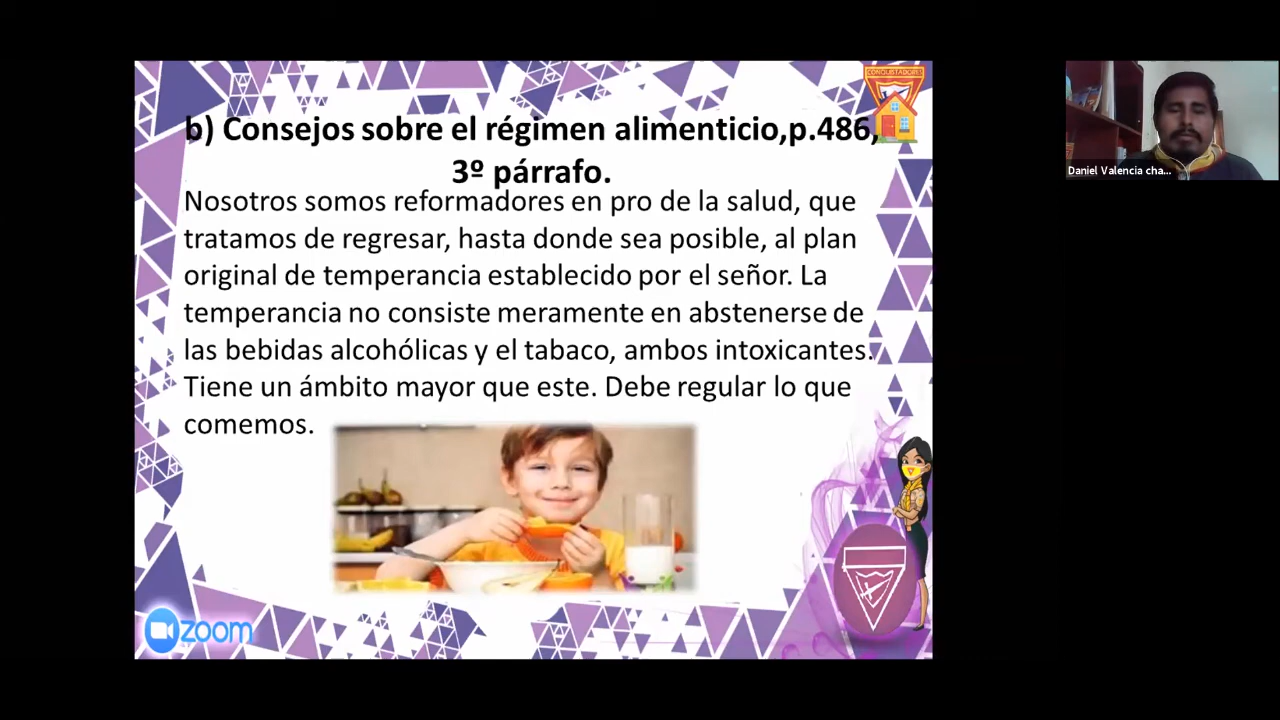 CONQUISTADORES
b) Consejos sobre el régimen alimenticio,p.486,
3º párrafo.
Nosotros somos reformadores en pro de la salud, que
tratamos de regresar, hasta donde sea posible, al plan
original de temperancia establecido por el señor. La
temperancia no consiste meramente en abstenerse de
las bebidas alcohólicas y el tabaco, ambos intoxicantes.
Tiene un ámbito mayor que este. Debe regular lo que
comemos.
zoom
Daniel Valencia cha...